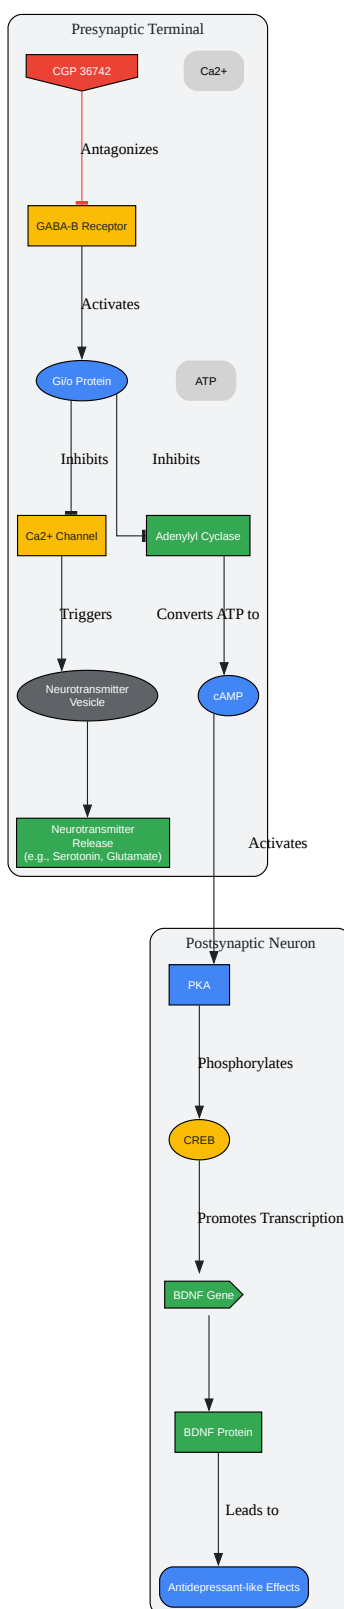 Presynaptic Terminal
CGP 36742
Ca2+
Antagonizes
GABA-B Receptor
Activates
Gi/o Protein
ATP
Inhibits
Inhibits
Ca2+ Channel
Adenylyl Cyclase
Triggers
Converts ATP to
Neurotransmitter
Vesicle
cAMP
Neurotransmitter
Release
(e.g., Serotonin, Glutamate)
Activates
Postsynaptic Neuron
PKA
Phosphorylates
CREB
Promotes Transcription
BDNF Gene
BDNF Protein
Leads to
Antidepressant-like Effects